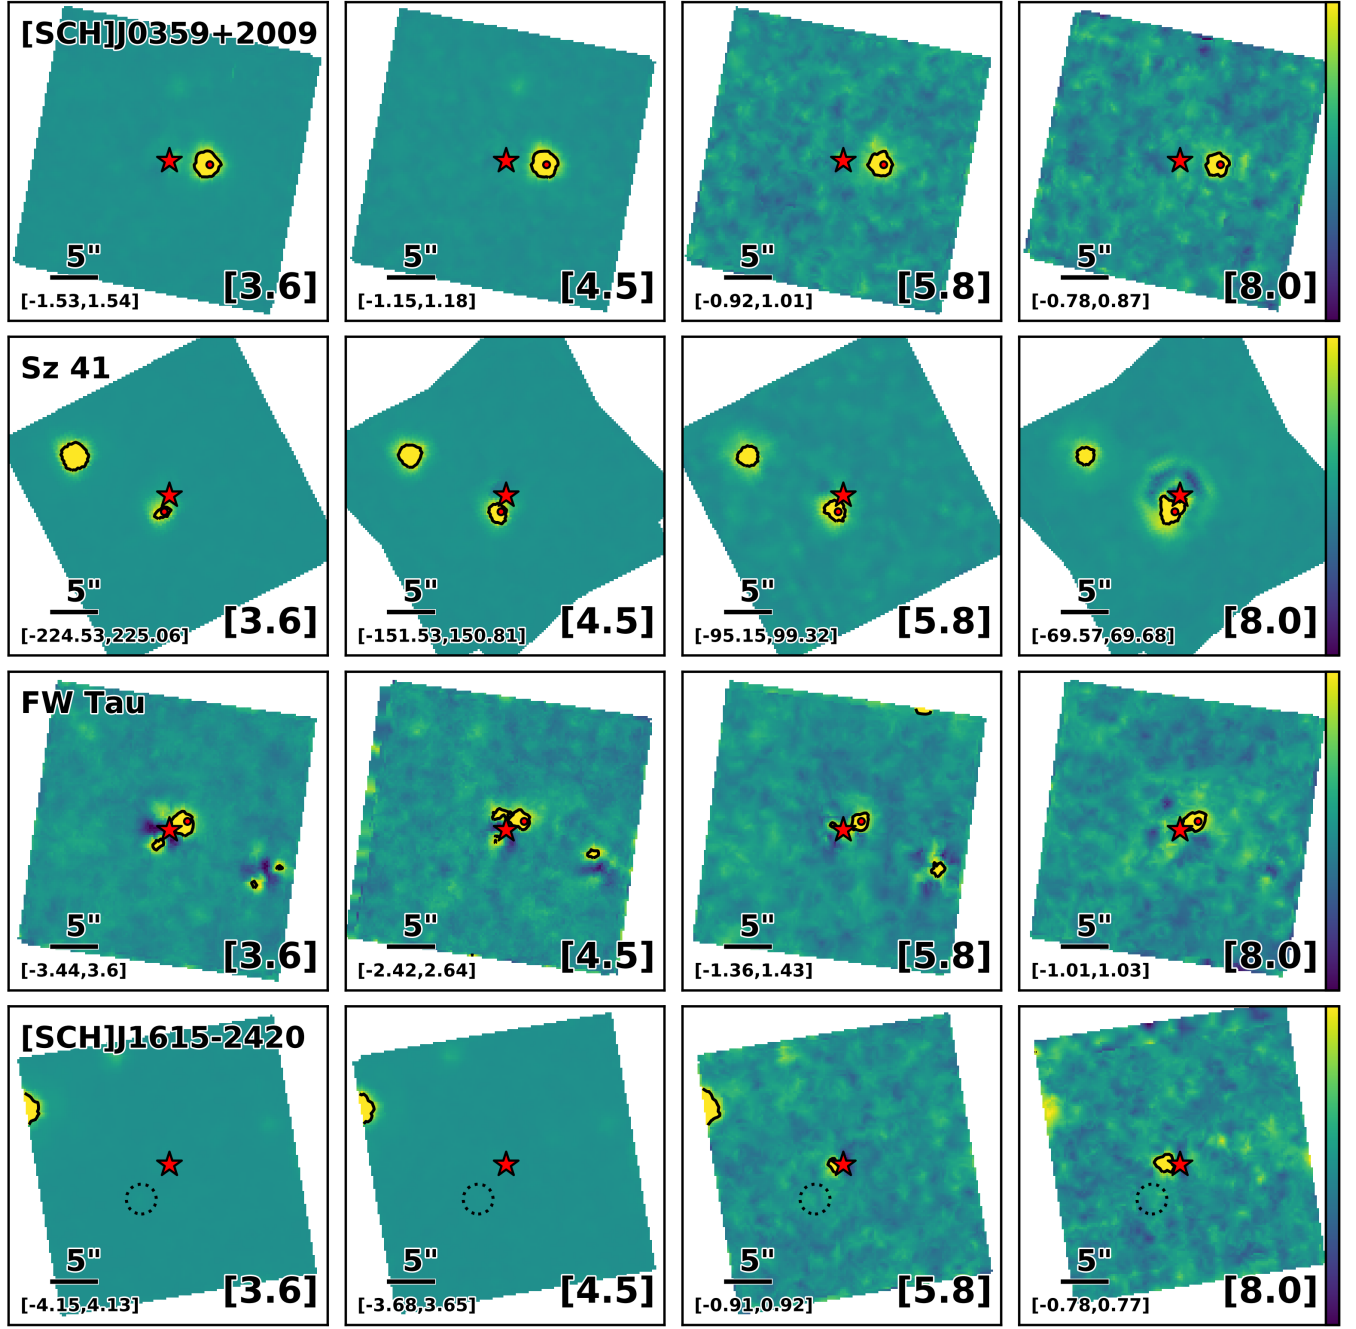 [SCH]J0359+2009
5" 5" 5" 5"
[3.6] [4.5] [5.8] [8.0]
[-1.53,1.54] [-1.15,1.18] [-0.92,1.01] [-0.78,0.87]
Sz 41
5" 5" 5" 5"
[3.6] [4.5] [5.8] [8.0]
[-224.53,225.06] [-151.53,150.81] [-95.15,99.32] [-69.57,69.68]
FW Tau
5" 5" 5" 5"
[3.6] [4.5] [5.8] [8.0]
[-3.44,3.6] [-2.42,2.64] [-1.36,1.43] [-1.01,1.03]
[SCH]J1615-2420
5" 5" 5" 5"
[3.6] [4.5] [5.8] [8.0]
[-4.15,4.13] [-3.68,3.65] [-0.91,0.92] [-0.78,0.77]